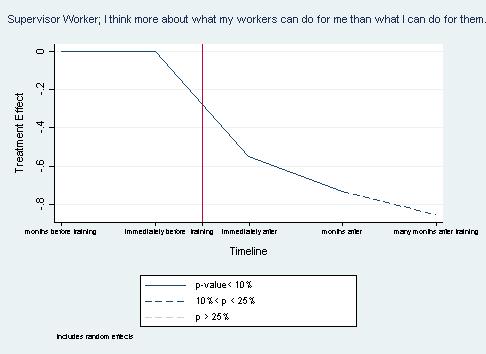 Supervisor Worker; I think more about what my workers can do for me than what I can do for them.
0
-.2
-.4
-.6
-.8
Treatment Effect
months before training immediately before training immediately after months after many months after training
Timeline
p-value< 10%
10%< p < 25%
p > 25%
includes random effects